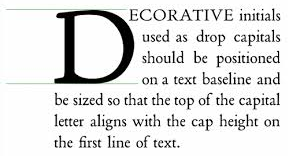 DECORATIVE initials
used as drop capitals
should be positioned
on a text baseline and
be sized so that the top of the capital
letter aligns with the cap height on
the first line of text.